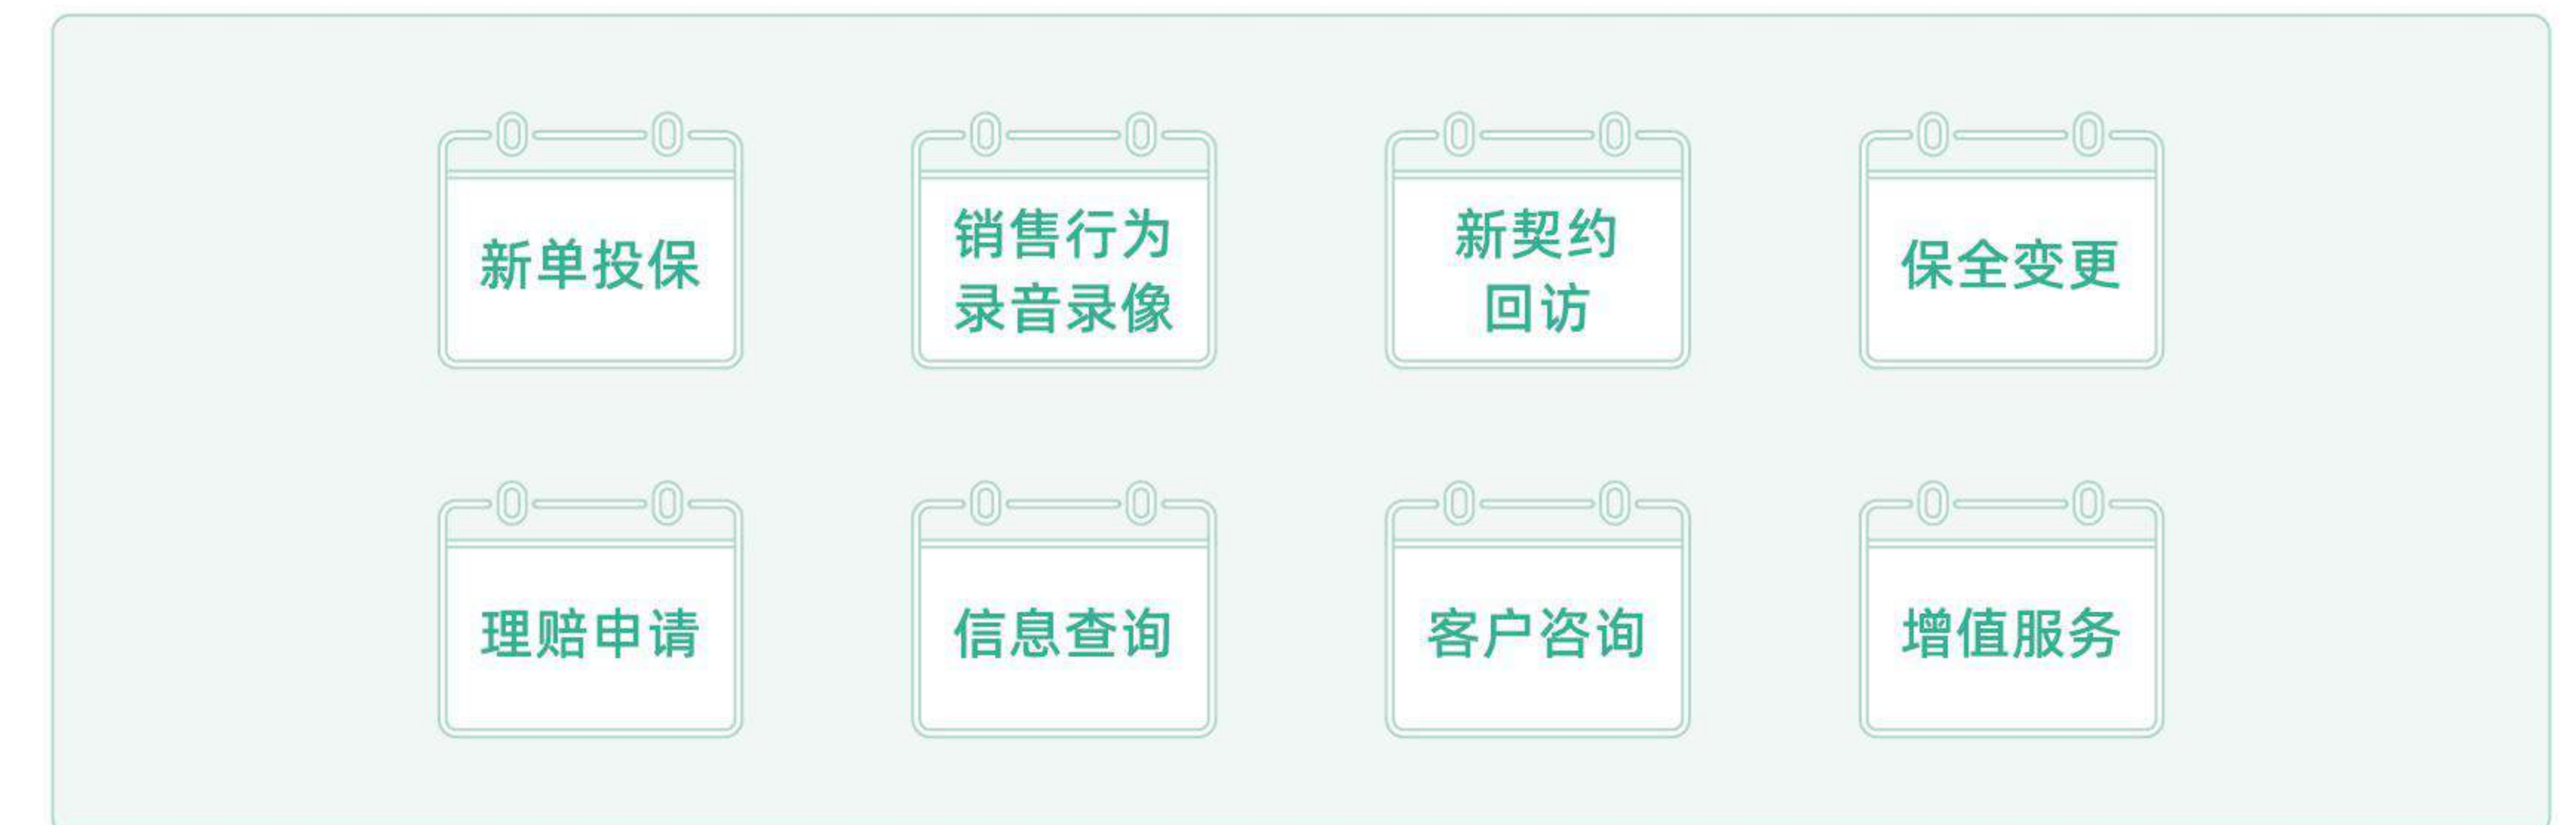 新单投保
销售行为
录音录像
新契约
回访
保全变更
理赔申请
信息查询
客户咨询
增值服务